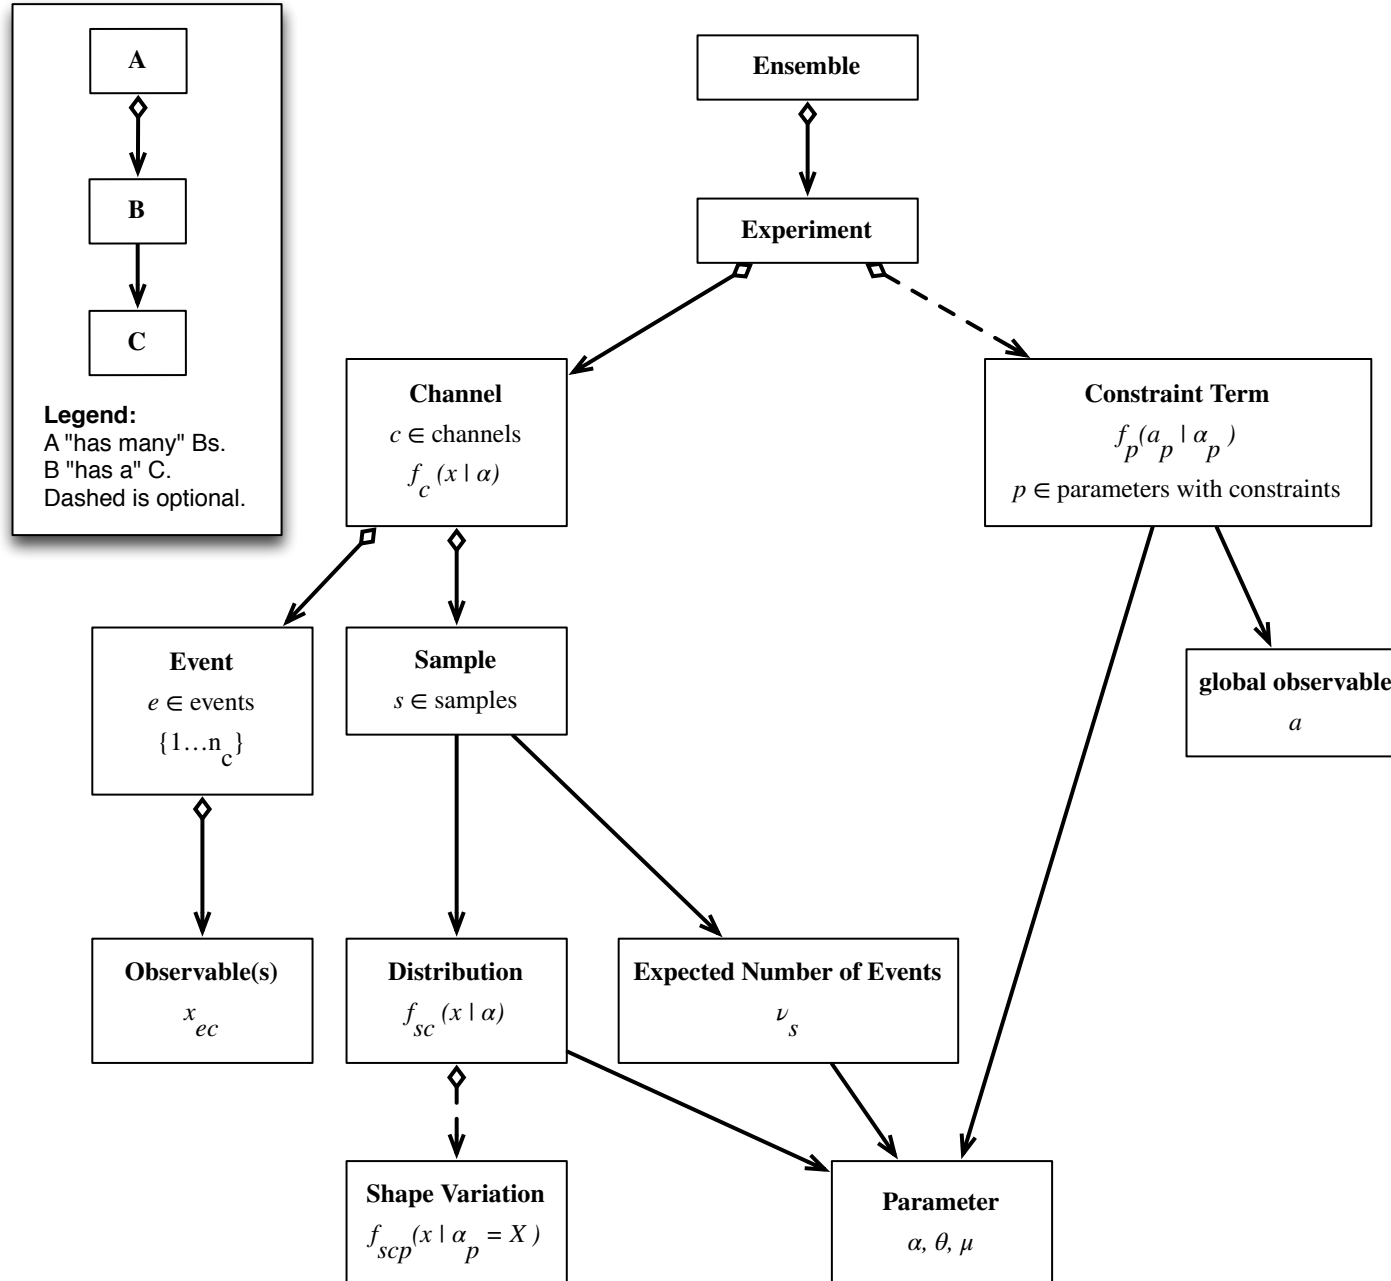 A
B
C
Legend:
A "has many" Bs.
B "has a" C.
Dashed is optional.
Ensemble
Experiment
Channel
c ∈ channels
f_c (x | α)
Constraint Term
f_p(a_p | α_p)
p ∈ parameters with constraints
Event
e ∈ events
{1…n_c}
Sample
s ∈ samples
global observable
a
Observable(s)
x_ec
Distribution
f_sc (x | α)
Expected Number of Events
ν_s
Shape Variation
f_scp(x | α_p = X )
Parameter
α, θ, μ